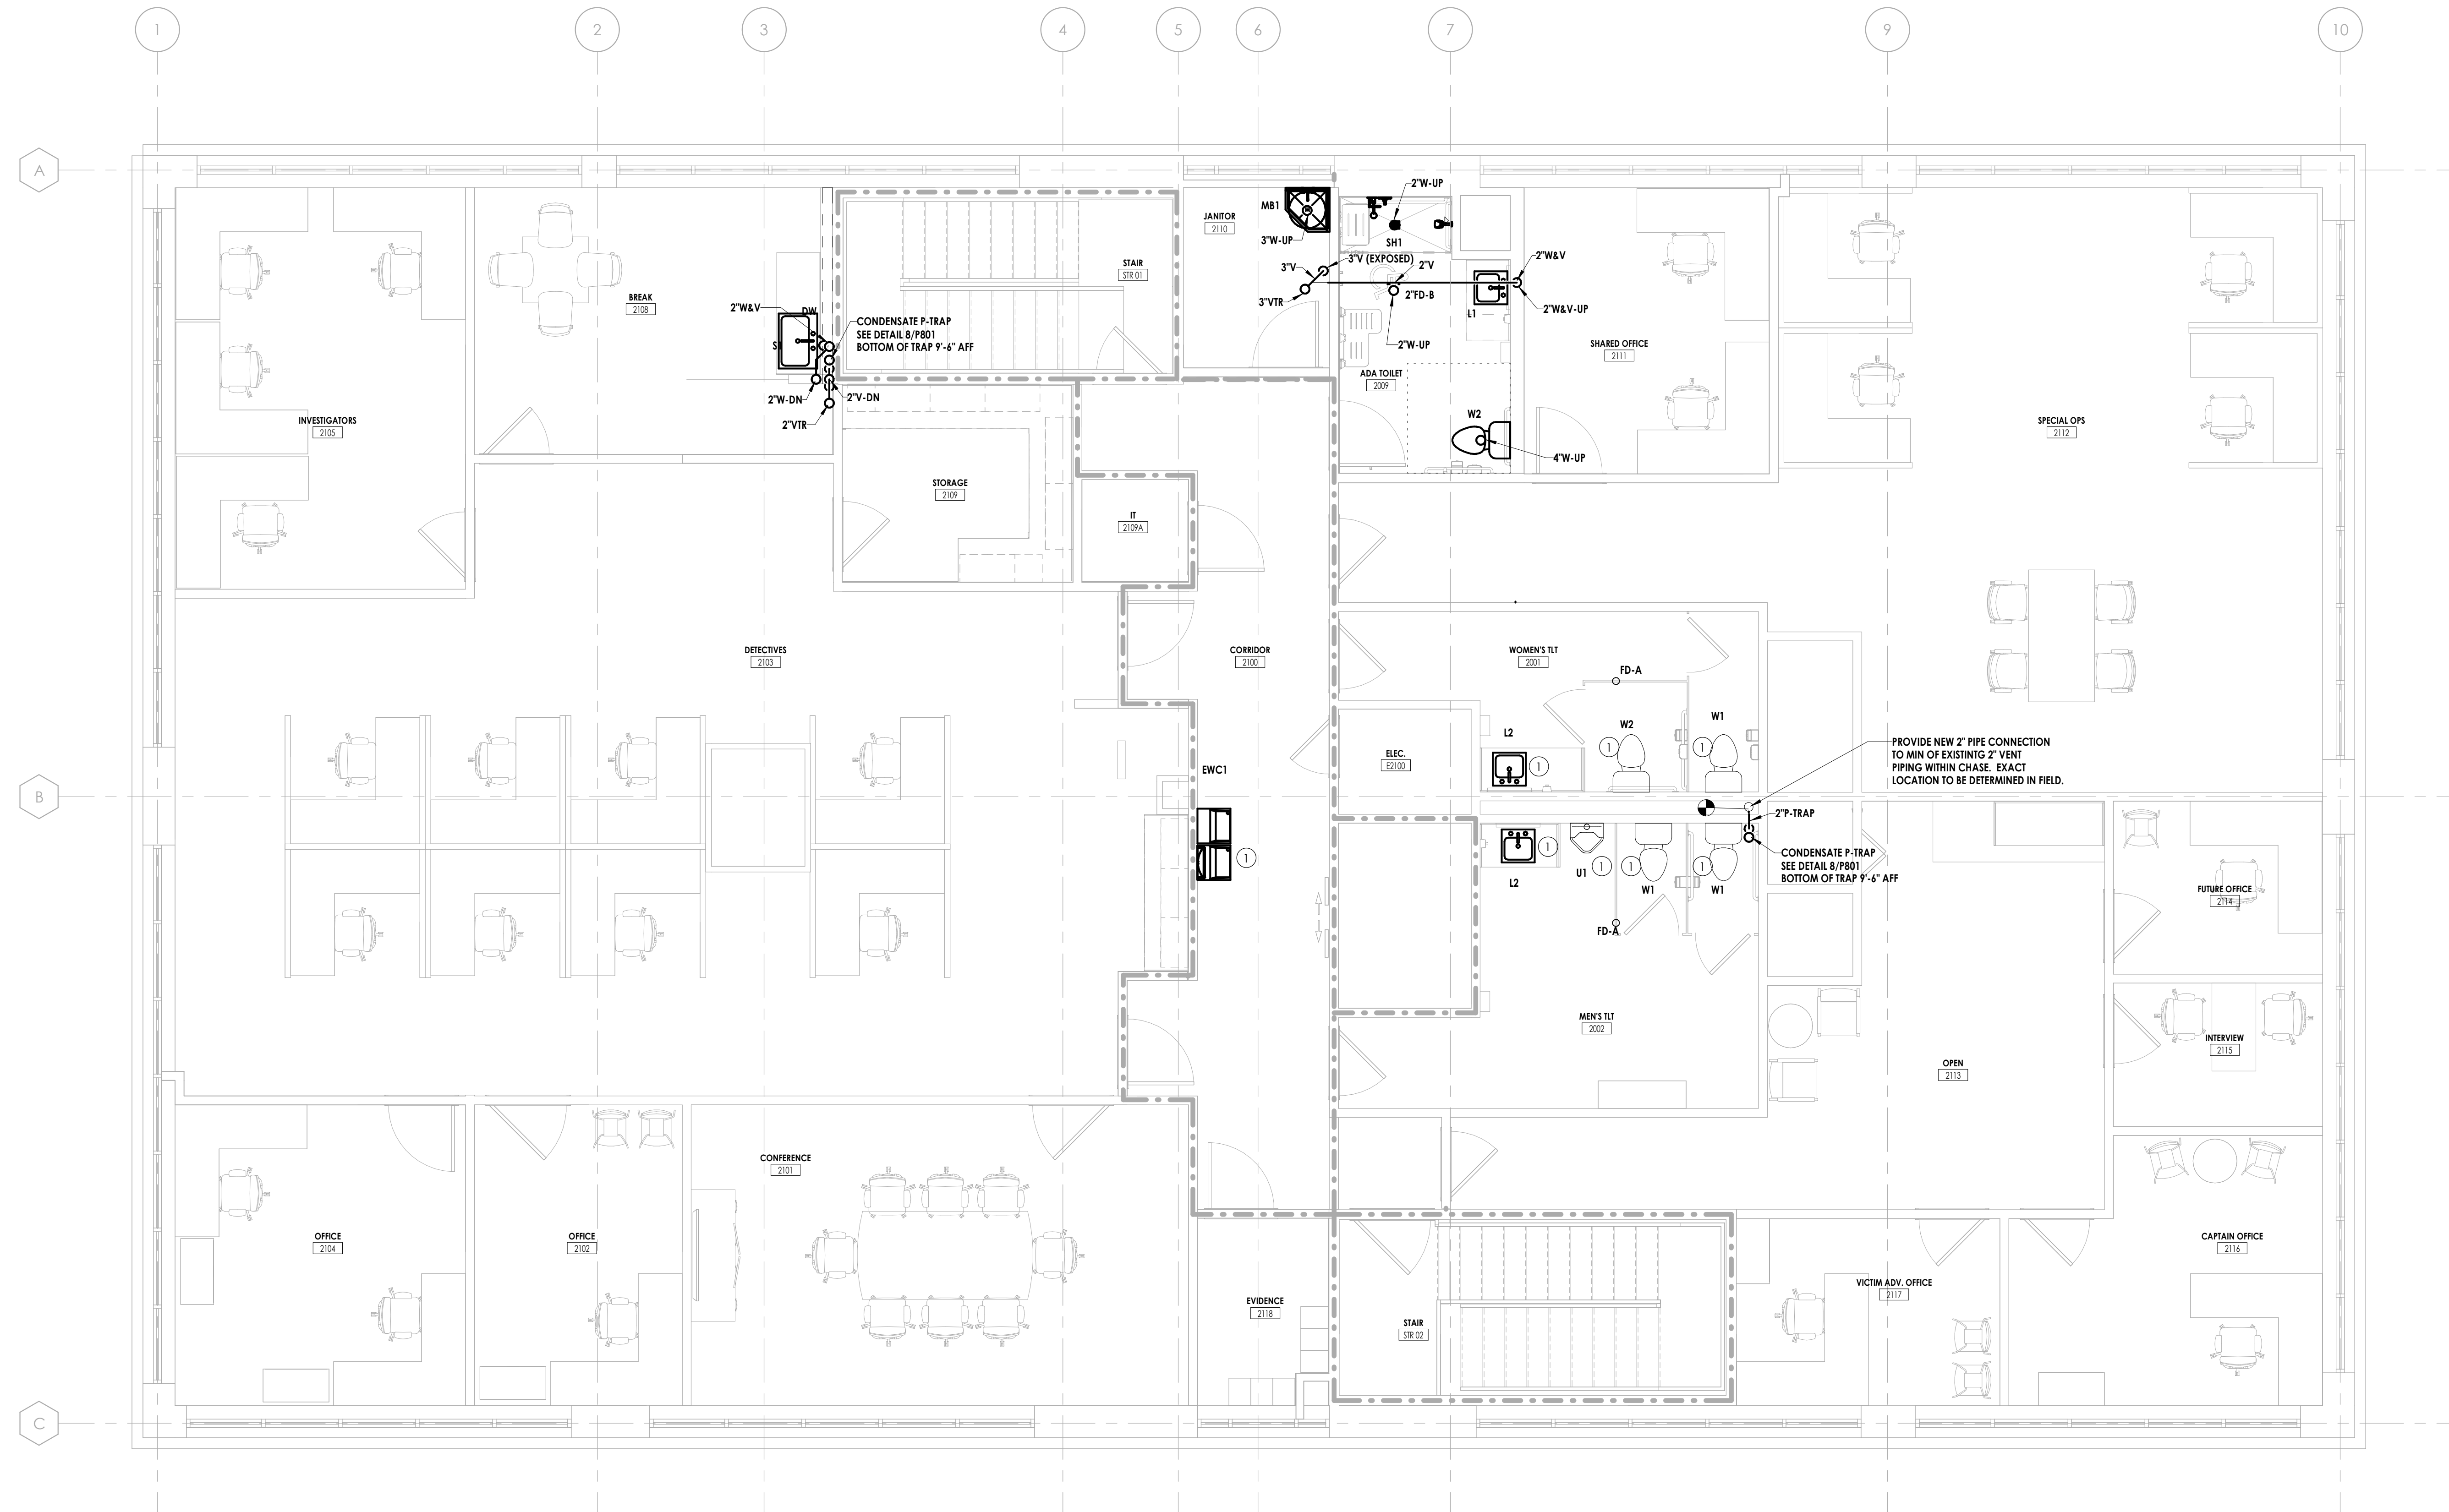 1
2
3
4
5
6
7
9
10
A
B
C
2"W-UP
MB1
JANITOR
2110
3"W-UP
SH1
3"V (EXPOSED)
3"V
2"V
2"W&V
3"VTR
2"FD-B
2"W&V-UP
L1
2"W-UP
STAIR
STR 01
BREAK
2108
2"W&V
DW
CONDENSATE P-TRAP
SEE DETAIL 8/P801
BOTTOM OF TRAP 9'-6" AFF
2"W-DN
2"V-DN
2"VTR
SHARED OFFICE
2111
ADA TOILET
2009
W2
4"W-UP
INVESTIGATORS
2105
SPECIAL OPS
2112
STORAGE
2109
IT
2109A
DETECTIVES
2103
CORRIDOR
2100
WOMEN'S TLT
2001
FD-A
W2
W1
L2
1
1
1
ELEC.
E2100
EWC1
1
PROVIDE NEW 2" PIPE CONNECTION
TO MIN OF EXISTINTG 2" VENT
PIPING WITHIN CHASE. EXACT
LOCATION TO BE DETERMINED IN FIELD.
2"P-TRAP
CONDENSATE P-TRAP
SEE DETAIL 8/P801
BOTTOM OF TRAP 9'-6" AFF
1
1
1
1
L2
U1
W1
W1
FD-A
FUTURE OFFICE
2114
MEN'S TLT
2002
INTERVIEW
2115
OPEN
2113
CONFERENCE
2101
OFFICE
2104
OFFICE
2102
CAPTAIN OFFICE
2116
VICTIM ADV. OFFICE
2117
EVIDENCE
2118
STAIR
STR 02